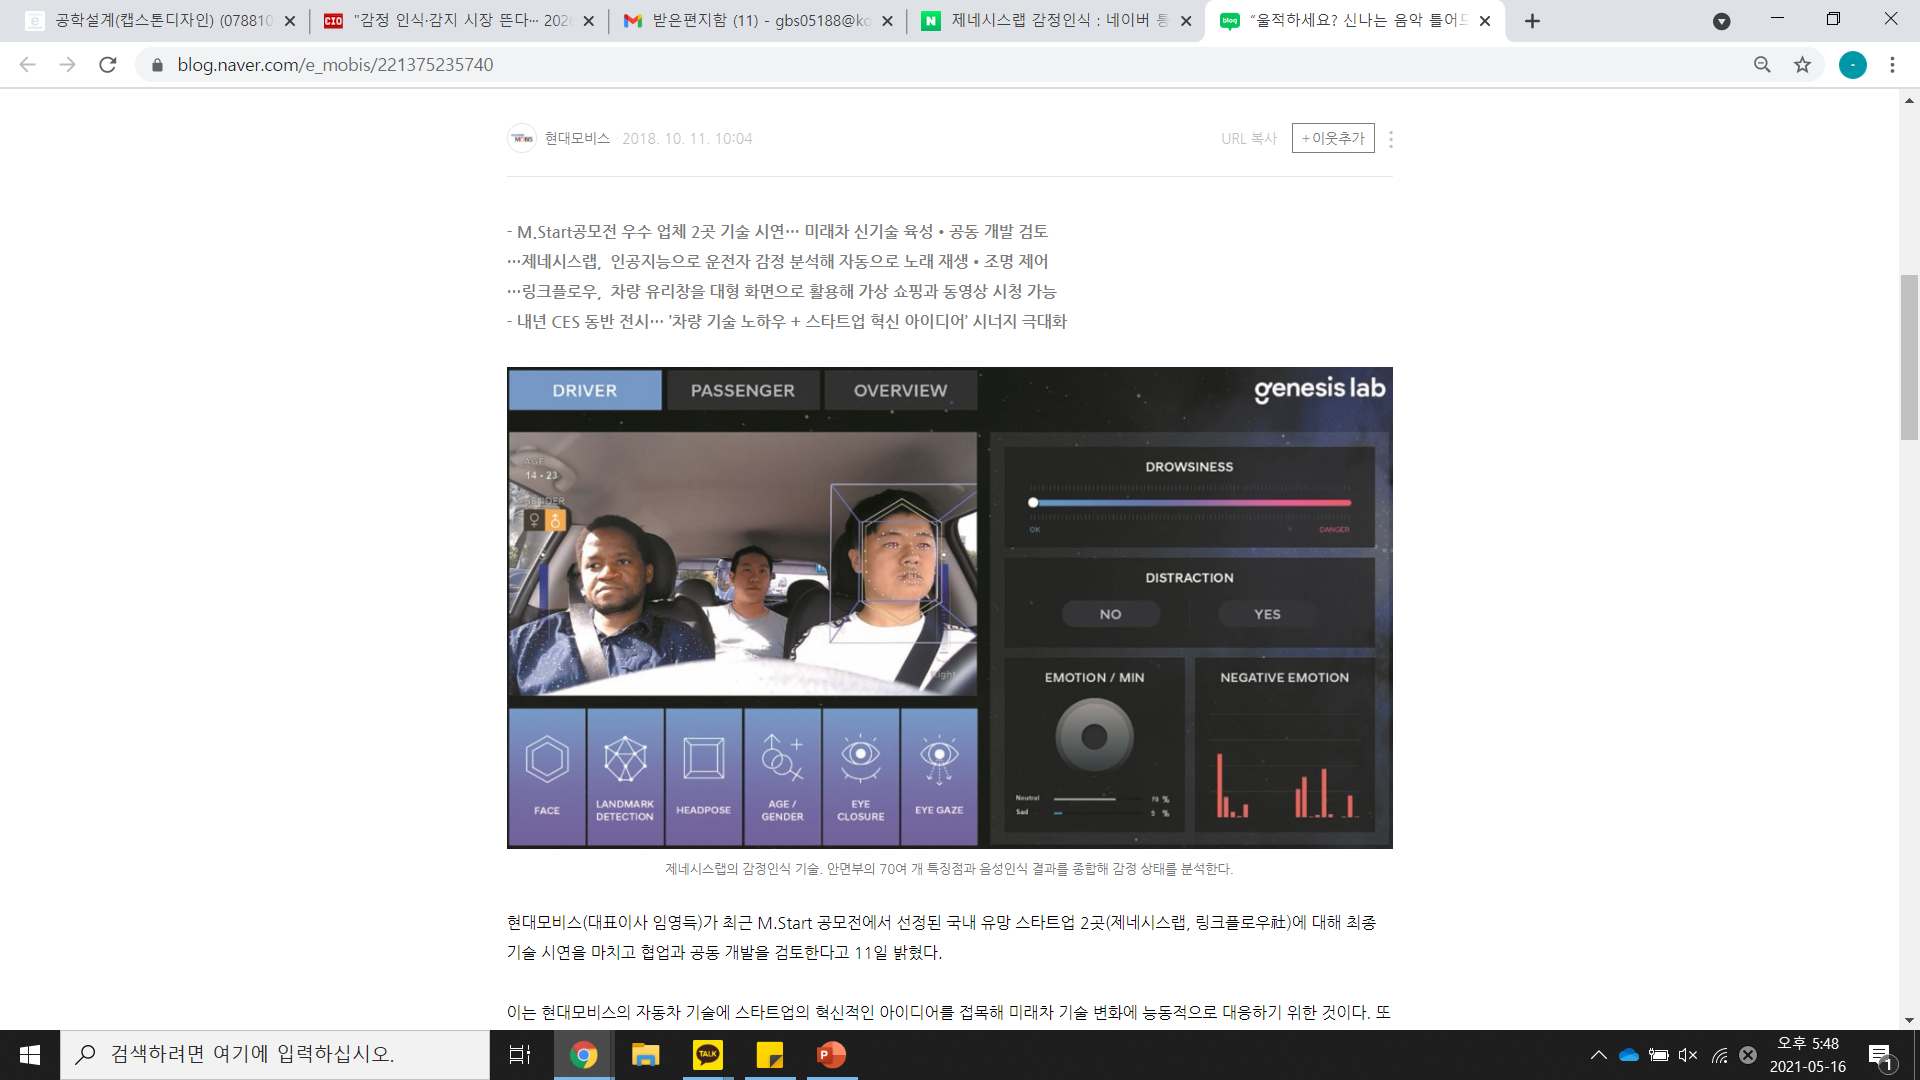 공학설계(캡스톤디자인) (078810
"감정 인식·감지 시장 뜬다… 202
받은편지함 (11) - gbs05188@ko
제네시스랩 감정인식 : 네이버 통
“울적하세요? 신나는 음악 틀어드
blog.naver.com/e_mobis/221375235740
현대모비스 · 2018. 10. 11. 10:04
URL 복사
+이웃추가
- M.Start공모전 우수 업체 2곳 기술 시연… 미래차 신기술 육성 • 공동 개발 검토
…제네시스랩, 인공지능으로 운전자 감정 분석해 자동으로 노래 재생 • 조명 제어
…링크플로우, 차량 유리창을 대형 화면으로 활용해 가상 쇼핑과 동영상 시청 가능
- 내년 CES 동반 전시… ’차량 기술 노하우 + 스타트업 혁신 아이디어’ 시너지 극대화
DRIVER
PASSENGER
OVERVIEW
genesis lab
AGE
14 - 23
GENDER
Right
DROWSINESS
OK
DANGER
DISTRACTION
NO
YES
EMOTION / MIN
Neutral 70 %
Sad 9 %
NEGATIVE EMOTION
FACE
LANDMARK
DETECTION
HEADPOSE
AGE /
GENDER
EYE
CLOSURE
EYE GAZE
제네시스랩의 감정인식 기술. 안면부의 70여 개 특징점과 음성인식 결과를 종합해 감정 상태를 분석한다.
현대모비스(대표이사 임영득)가 최근 M.Start 공모전에서 선정된 국내 유망 스타트업 2곳(제네시스랩, 링크플로우社)에 대해 최종
기술 시연을 마치고 협업과 공동 개발을 검토한다고 11일 밝혔다.
이는 현대모비스의 자동차 기술에 스타트업의 혁신적인 아이디어를 접목해 미래차 기술 변화에 능동적으로 대응하기 위한 것이다. 또
검색하려면 여기에 입력하십시오.
TALK
오후 5:48
2021-05-16
1